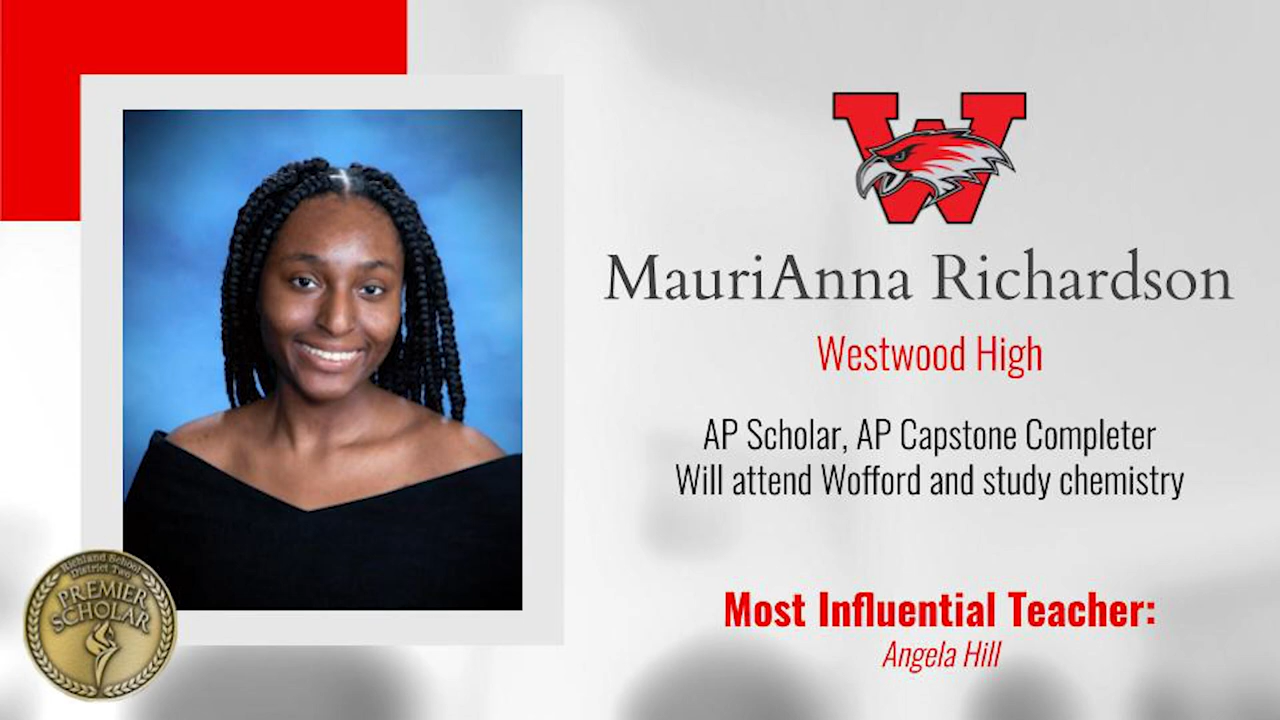 W
MauriAnna Richardson
Westwood High
AP Scholar, AP Capstone Completer
Will attend Wofford and study chemistry
Most Influential Teacher:
Angela Hill
Richland School
District Two
PREMIER
SCHOLAR